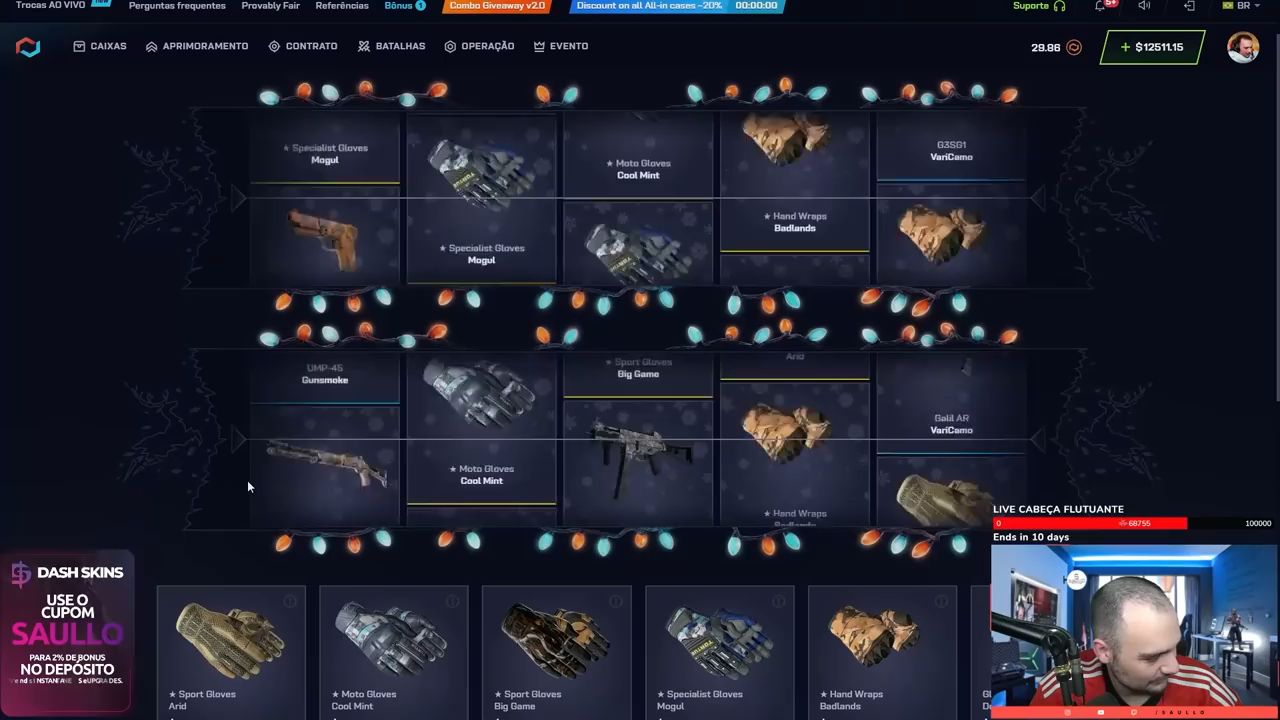 Trocas AO VIVO new Perguntas frequentes Provably Fair Referências Bônus 1 Combo Giveaway v2.0 Discount on all All-in cases −20% 00:00:00 Suporte 5+ BR
CAIXAS APRIMORAMENTO CONTRATO BATALHAS OPERAÇÃO EVENTO 29.86 + $12511.15
★ Specialist Gloves
Mogul
★ Specialist Gloves
Mogul
★ Moto Gloves
Cool Mint
★ Hand Wraps
Badlands
G3SG1
VariCamo
UMP-45
Gunsmoke
★ Moto Gloves
Cool Mint
★ Sport Gloves
Big Game
Arid
★ Hand Wraps
Badlands
Galil AR
VariCamo
LIVE CABEÇA FLUTUANTE
0 68755 100000
Ends in 10 days
DASH SKINS
USE O
CUPOM
SAULLO
PARA 2% DE BONUS
NO DEPÓSITO
★ Sport Gloves
Arid
★ Moto Gloves
Cool Mint
★ Sport Gloves
Big Game
★ Specialist Gloves
Mogul
★ Hand Wraps
Badlands
/SAULLO